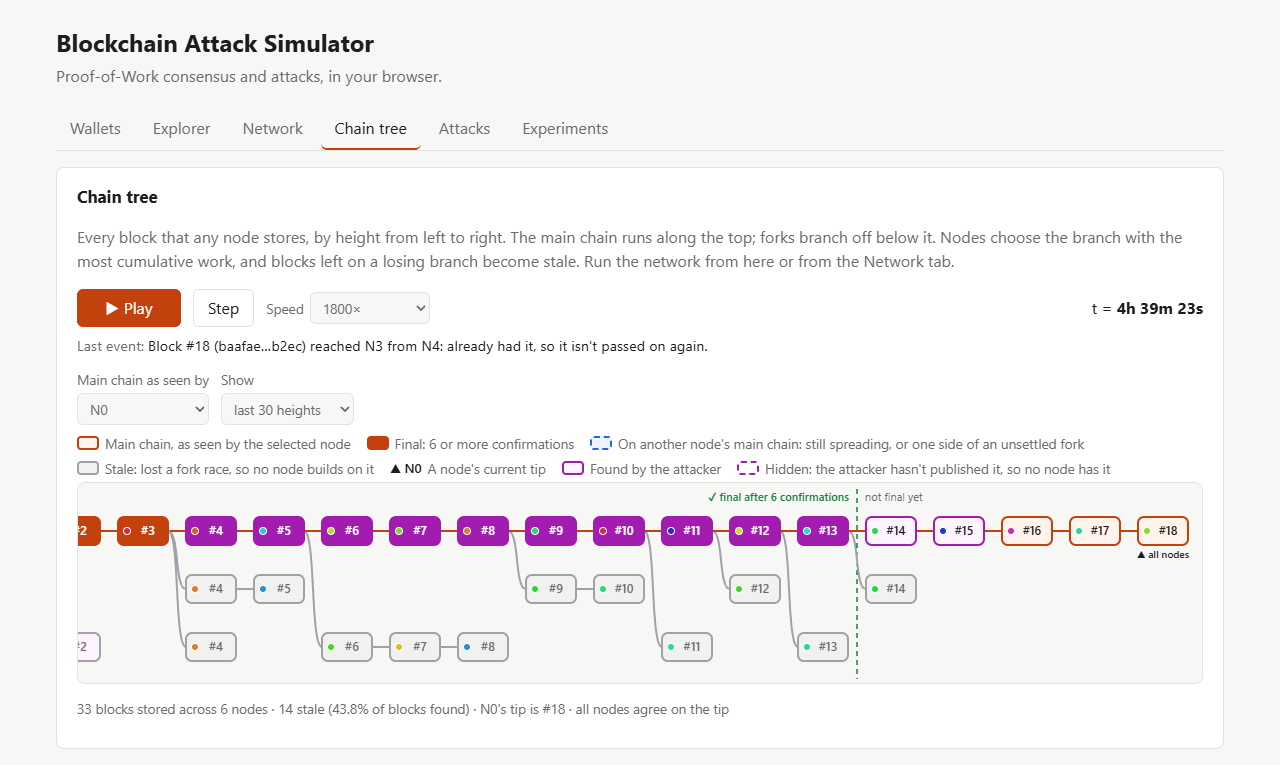 Blockchain Attack Simulator
Proof-of-Work consensus and attacks, in your browser.
Wallets Explorer Network Chain tree Attacks Experiments
Chain tree
Every block that any node stores, by height from left to right. The main chain runs along the top; forks branch off below it. Nodes choose the branch with the
most cumulative work, and blocks left on a losing branch become stale. Run the network from here or from the Network tab.
▶ Play Step Speed 1800× t = 4h 39m 23s
Last event: Block #18 (baafae…b2ec) reached N3 from N4: already had it, so it isn't passed on again.
Main chain as seen by Show
N0 last 30 heights
Main chain, as seen by the selected node Final: 6 or more confirmations On another node's main chain: still spreading, or one side of an unsettled fork
Stale: lost a fork race, so no node builds on it ▲ N0 A node's current tip Found by the attacker Hidden: the attacker hasn't published it, so no node has it
✓ final after 6 confirmations not final yet
#2 #3 #4 #5 #6 #7 #8 #9 #10 #11 #12 #13 #14 #15 #16 #17 #18
▲ all nodes
#4 #5 #9 #10 #12 #14
#2 #4 #6 #7 #8 #11 #13
33 blocks stored across 6 nodes · 14 stale (43.8% of blocks found) · N0's tip is #18 · all nodes agree on the tip